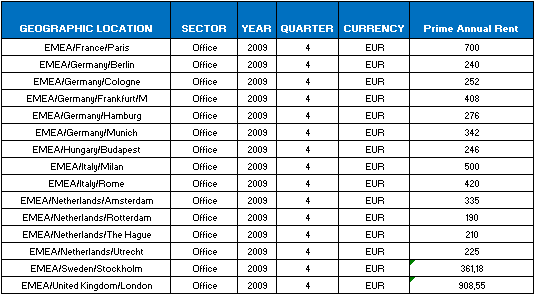 GEOGRAPHIC LOCATION SECTOR YEAR QUARTER CURRENCY Prime Annual Rent
EMEA/France/Paris Office 2009 4 EUR 700
EMEA/Germany/Berlin Office 2009 4 EUR 240
EMEA/Germany/Cologne Office 2009 4 EUR 252
EMEA/Germany/Frankfurt/M Office 2009 4 EUR 408
EMEA/Germany/Hamburg Office 2009 4 EUR 276
EMEA/Germany/Munich Office 2009 4 EUR 342
EMEA/Hungary/Budapest Office 2009 4 EUR 246
EMEA/Italy/Milan Office 2009 4 EUR 500
EMEA/Italy/Rome Office 2009 4 EUR 420
EMEA/Netherlands/Amsterdam Office 2009 4 EUR 335
EMEA/Netherlands/Rotterdam Office 2009 4 EUR 190
EMEA/Netherlands/The Hague Office 2009 4 EUR 210
EMEA/Netherlands/Utrecht Office 2009 4 EUR 225
EMEA/Sweden/Stockholm Office 2009 4 EUR 361,18
EMEA/United Kingdom/London Office 2009 4 EUR 908,55